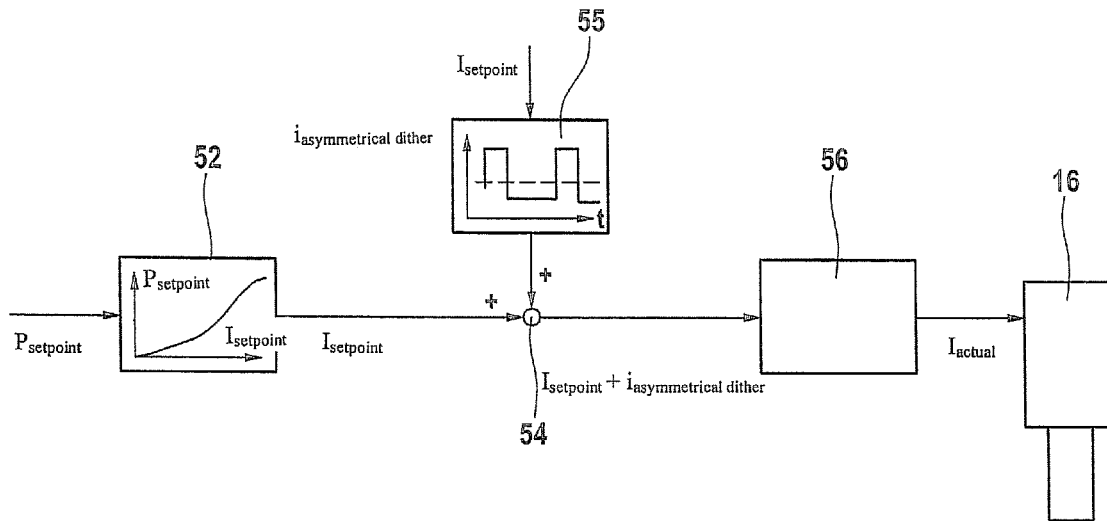 55
I_setpoint
i_asymmetrical dither
t
52
56
16
+
P_setpoint
+
P_setpoint
I_setpoint
I_setpoint
I_actual
I_setpoint + i_asymmetrical dither
54